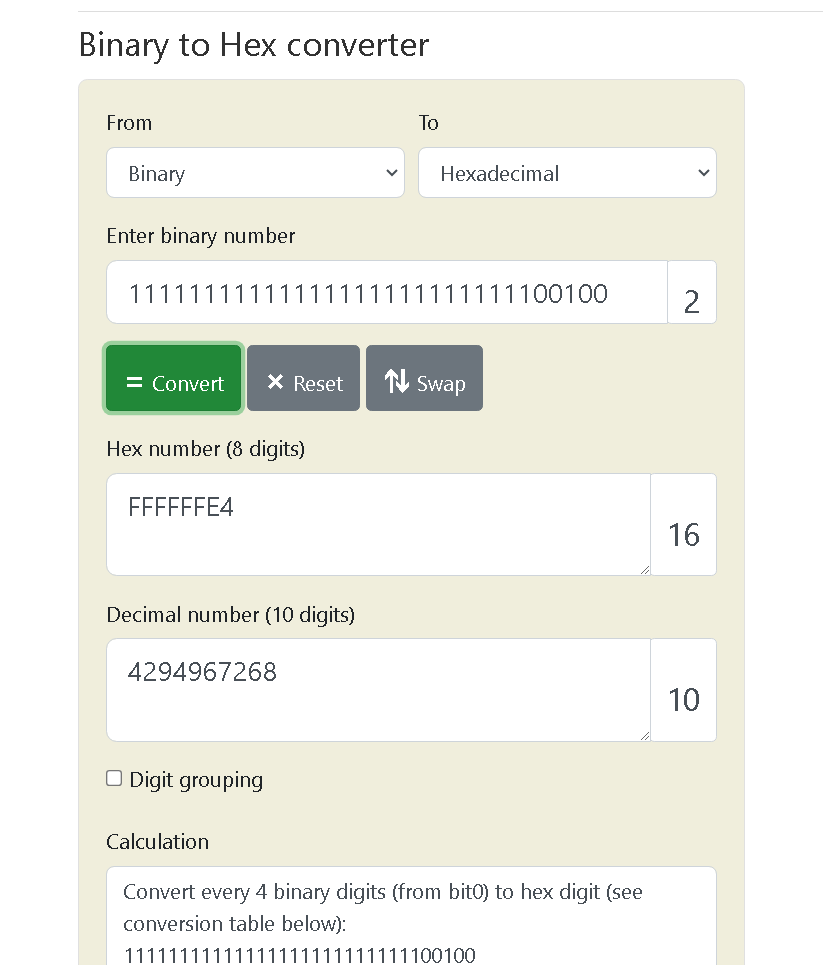 Binary to Hex converter
From To
Binary Hexadecimal
Enter binary number
11111111111111111111111111100100 2
= Convert × Reset ⇅ Swap
Hex number (8 digits)
FFFFFFE4
16
Decimal number (10 digits)
4294967268
10
Digit grouping
Calculation
Convert every 4 binary digits (from bit0) to hex digit (see
conversion table below):
11111111111111111111111111100100